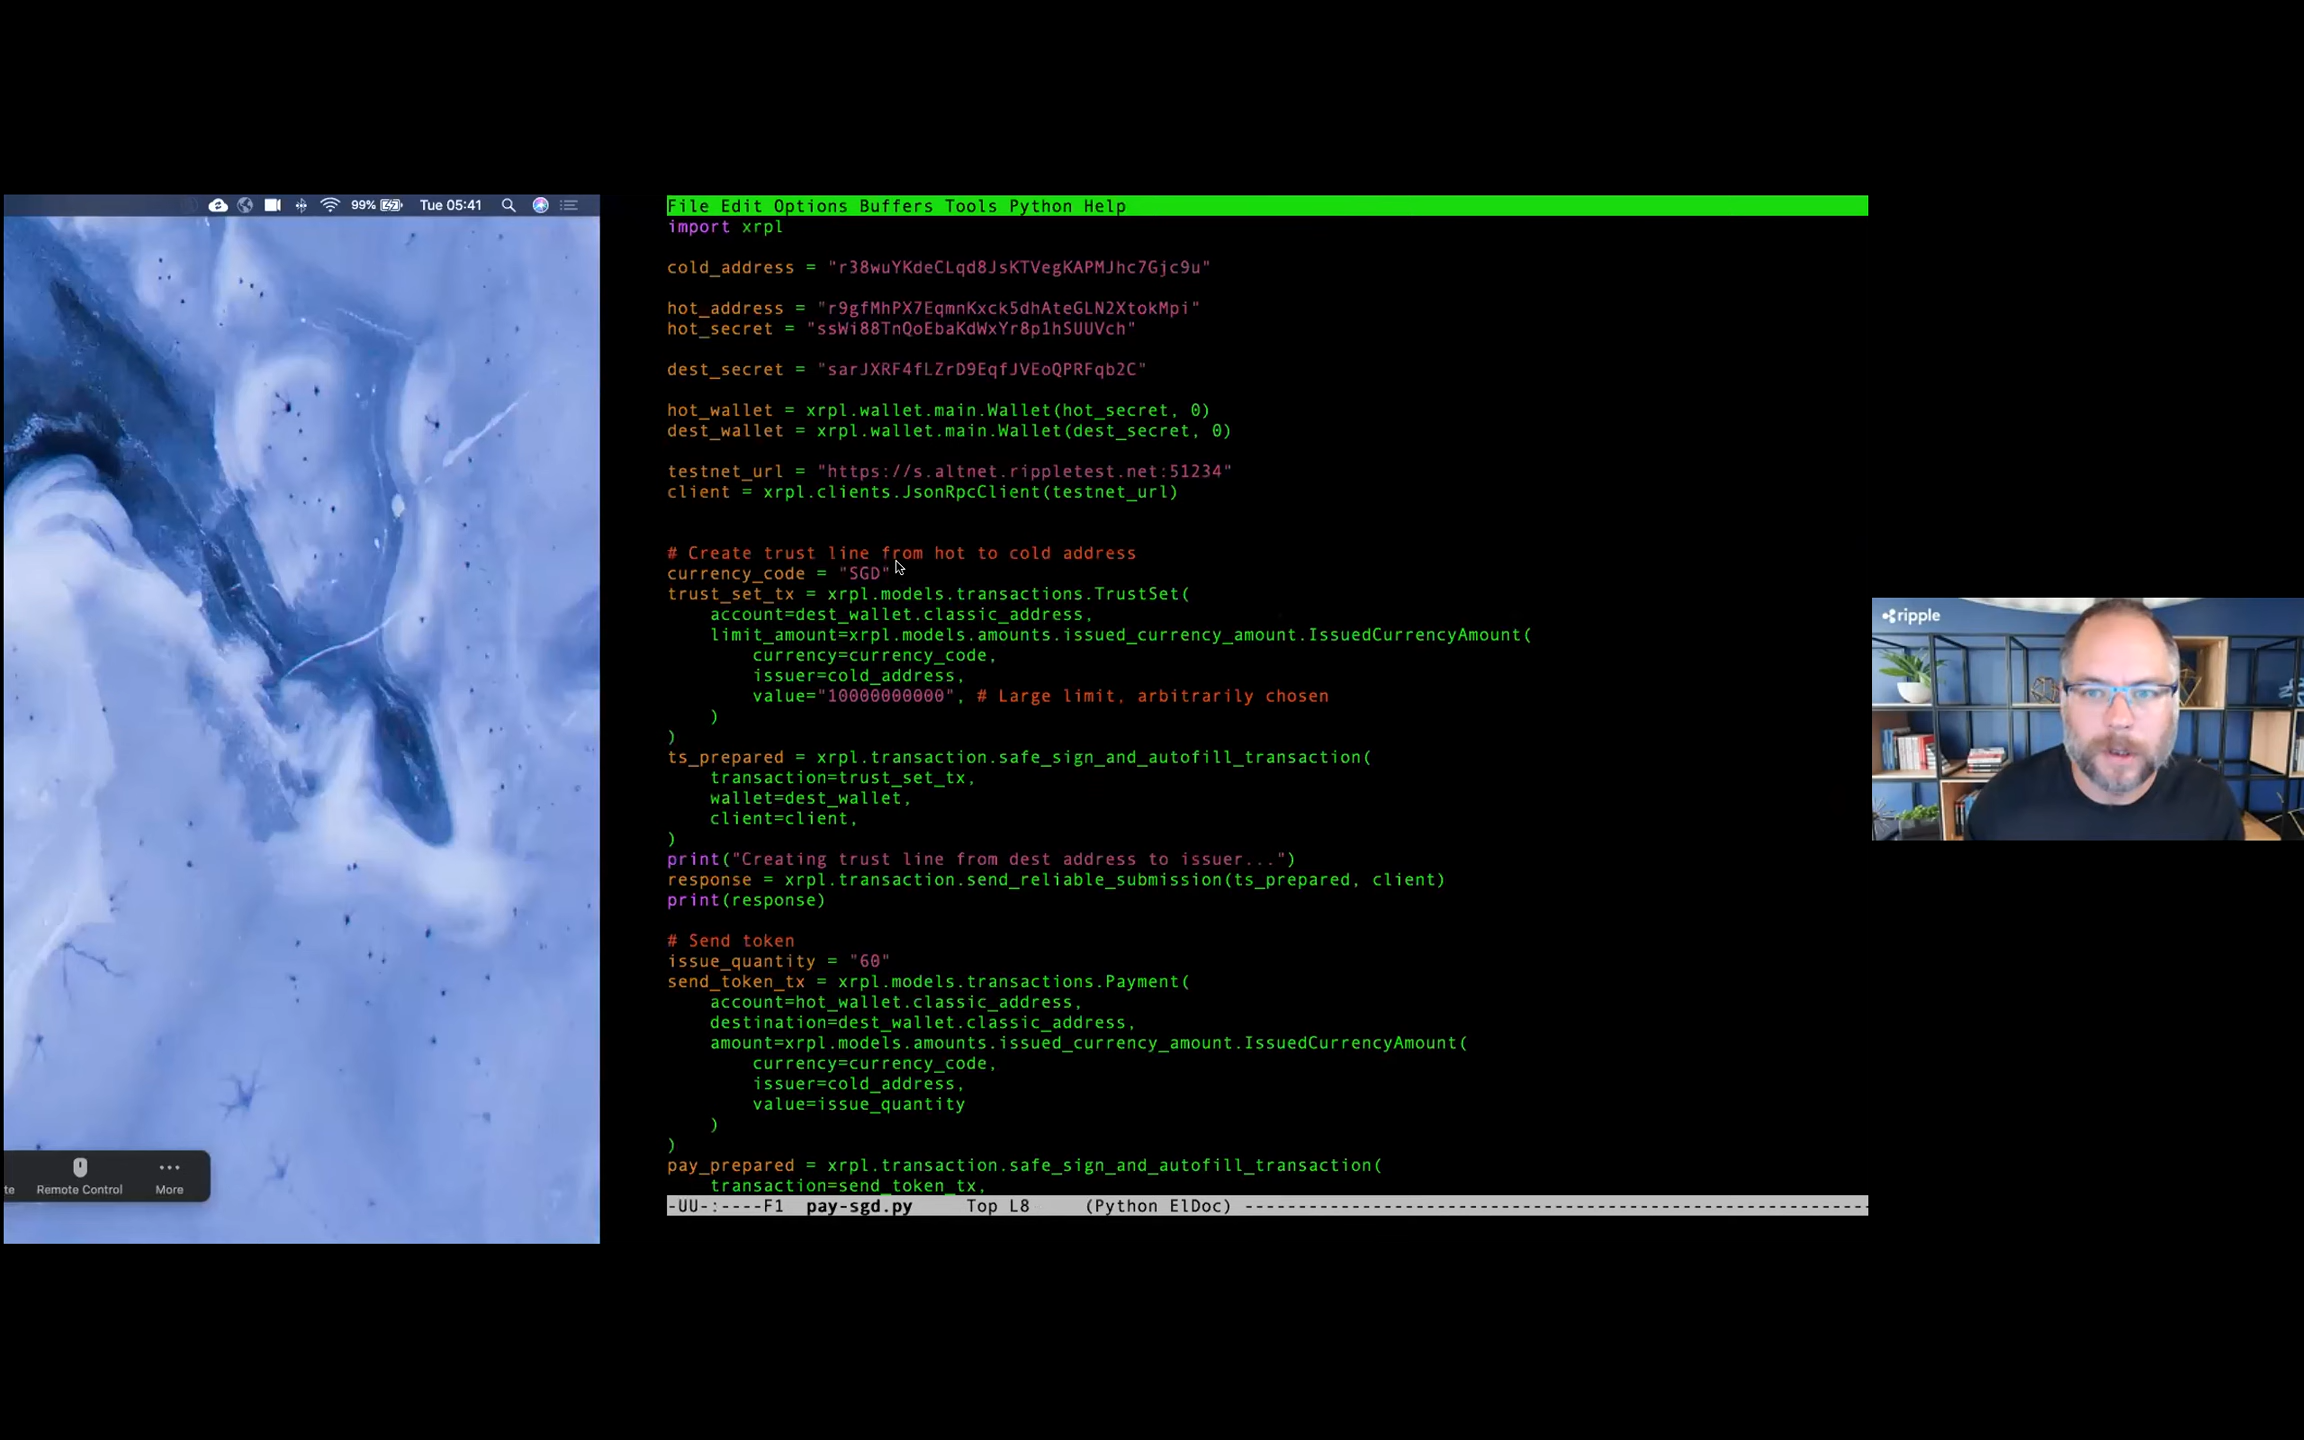 99% Tue 05:41
te Remote Control More
File Edit Options Buffers Tools Python Help
import xrpl
cold_address = "r38wuYKdeCLqd8JsKTVegKAPMJhc7Gjc9u"
hot_address = "r9gfMhPX7EqmnKxck5dhAteGLN2XtokMpi"
hot_secret = "ssWi88TnQoEbaKdWxYr8p1hSUUVch"
dest_secret = "sarJXRF4fLZrD9EqfJVEoQPRFqb2C"
hot_wallet = xrpl.wallet.main.Wallet(hot_secret, 0)
dest_wallet = xrpl.wallet.main.Wallet(dest_secret, 0)
testnet_url = "https://s.altnet.rippletest.net:51234"
client = xrpl.clients.JsonRpcClient(testnet_url)
# Create trust line from hot to cold address
currency_code = "SGD"
trust_set_tx = xrpl.models.transactions.TrustSet(
    account=dest_wallet.classic_address,
    limit_amount=xrpl.models.amounts.issued_currency_amount.IssuedCurrencyAmount(
        currency=currency_code,
        issuer=cold_address,
        value="10000000000", # Large limit, arbitrarily chosen
    )
)
ts_prepared = xrpl.transaction.safe_sign_and_autofill_transaction(
    transaction=trust_set_tx,
    wallet=dest_wallet,
    client=client,
)
print("Creating trust line from dest address to issuer...")
response = xrpl.transaction.send_reliable_submission(ts_prepared, client)
print(response)
# Send token
issue_quantity = "60"
send_token_tx = xrpl.models.transactions.Payment(
    account=hot_wallet.classic_address,
    destination=dest_wallet.classic_address,
    amount=xrpl.models.amounts.issued_currency_amount.IssuedCurrencyAmount(
        currency=currency_code,
        issuer=cold_address,
        value=issue_quantity
    )
)
pay_prepared = xrpl.transaction.safe_sign_and_autofill_transaction(
    transaction=send_token_tx,
-UU-:----F1  pay-sgd.py     Top L8     (Python ElDoc) ----------------------------------------------------------
ripple